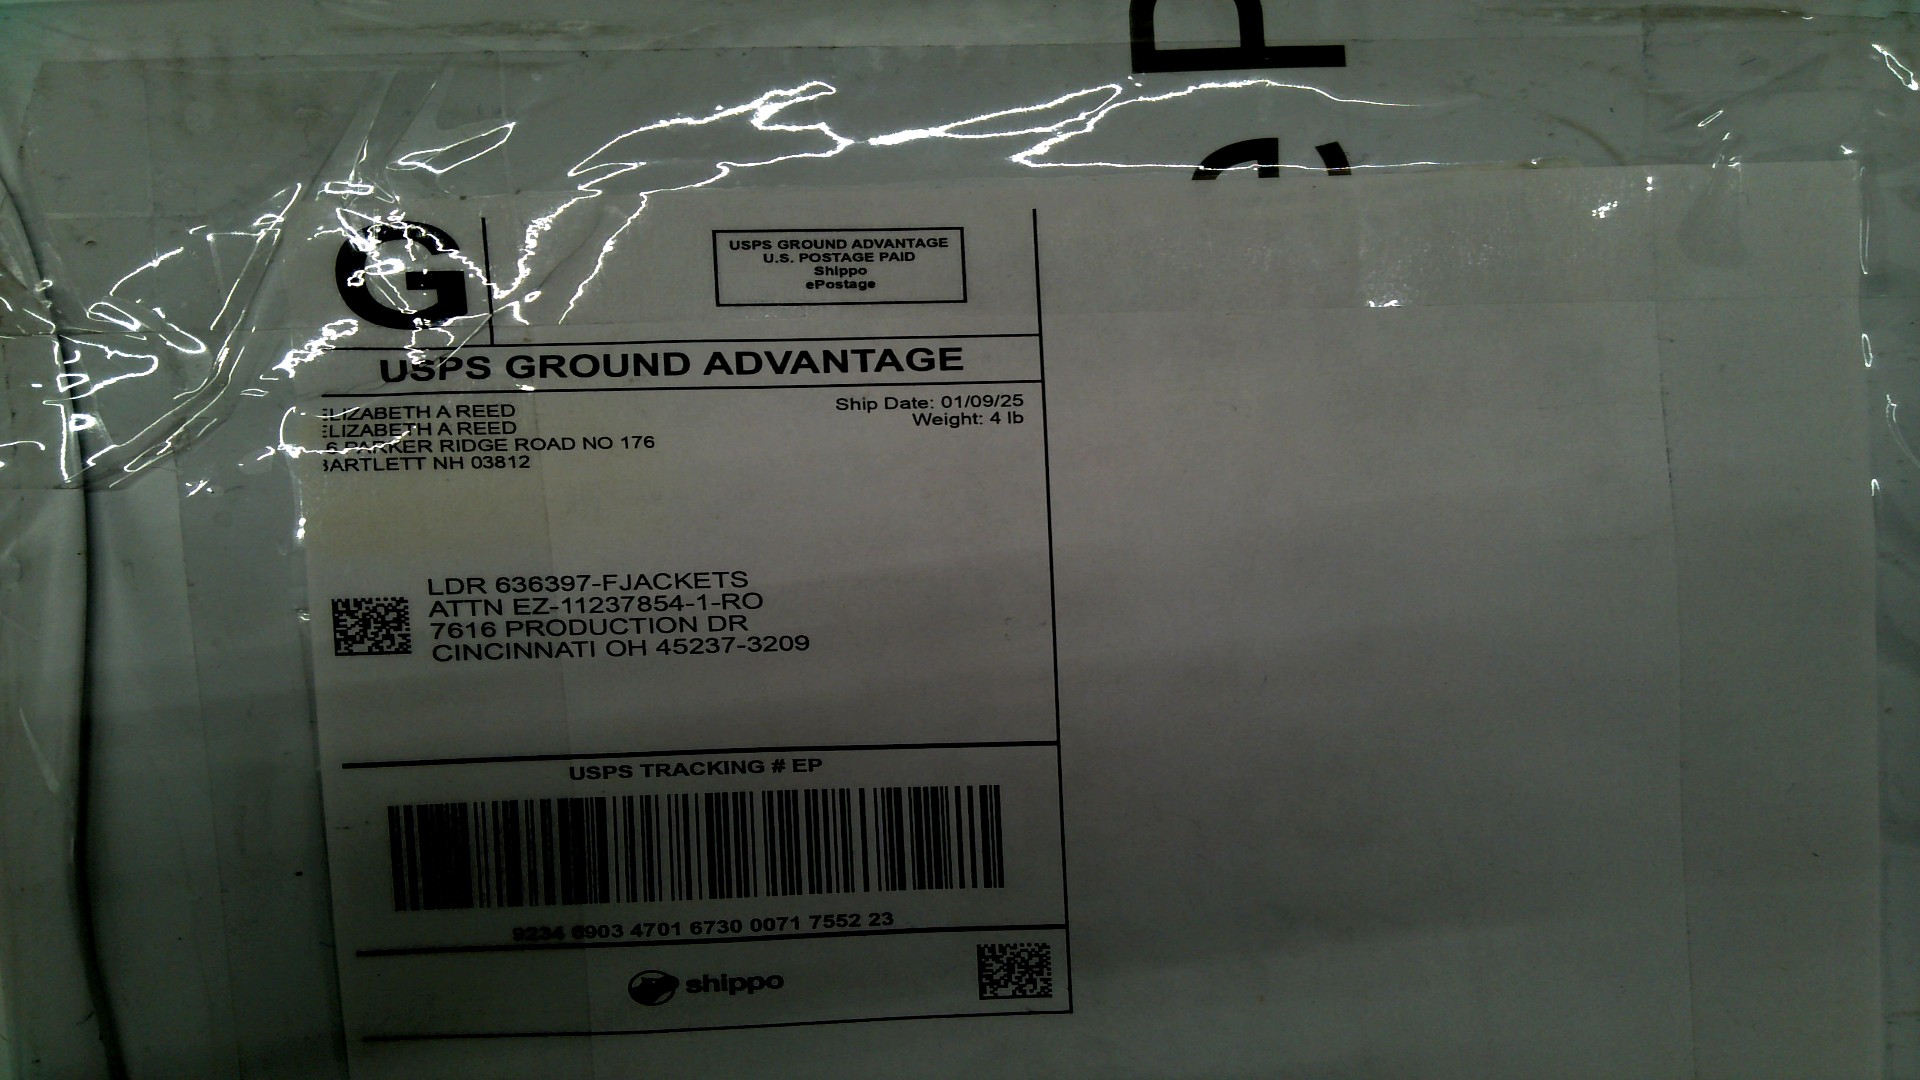 P
G
USPS GROUND ADVANTAGE
U.S. POSTAGE PAID
Shippo
ePostage
USPS GROUND ADVANTAGE
ELIZABETH A REED
ELIZABETH A REED
6 PARKER RIDGE ROAD NO 176
BARTLETT NH 03812
Ship Date: 01/09/25
Weight: 4 lb
LDR 636397-FJACKETS
ATTN EZ-11237854-1-RO
7616 PRODUCTION DR
CINCINNATI OH 45237-3209
USPS TRACKING # EP
9234 6903 4701 6730 0071 7552 23
shippo